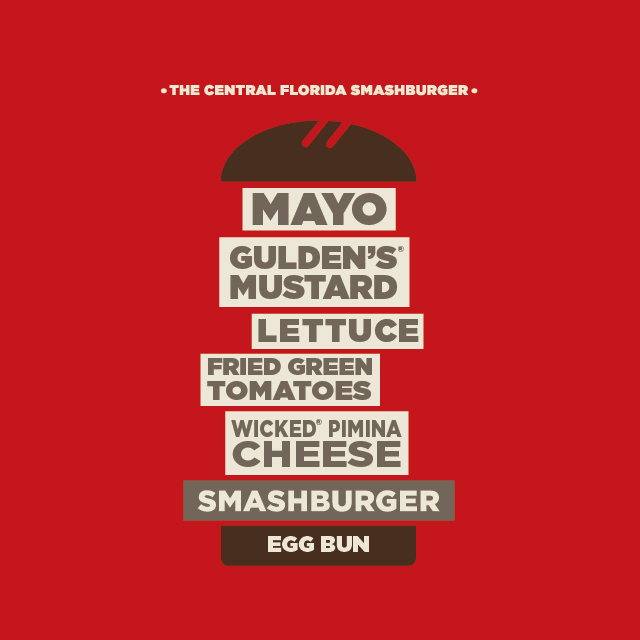 • THE CENTRAL FLORIDA SMASHBURGER •
MAYO
GULDEN'S®
MUSTARD
LETTUCE
FRIED GREEN
TOMATOES
WICKED® PIMINA
CHEESE
SMASHBURGER
EGG BUN